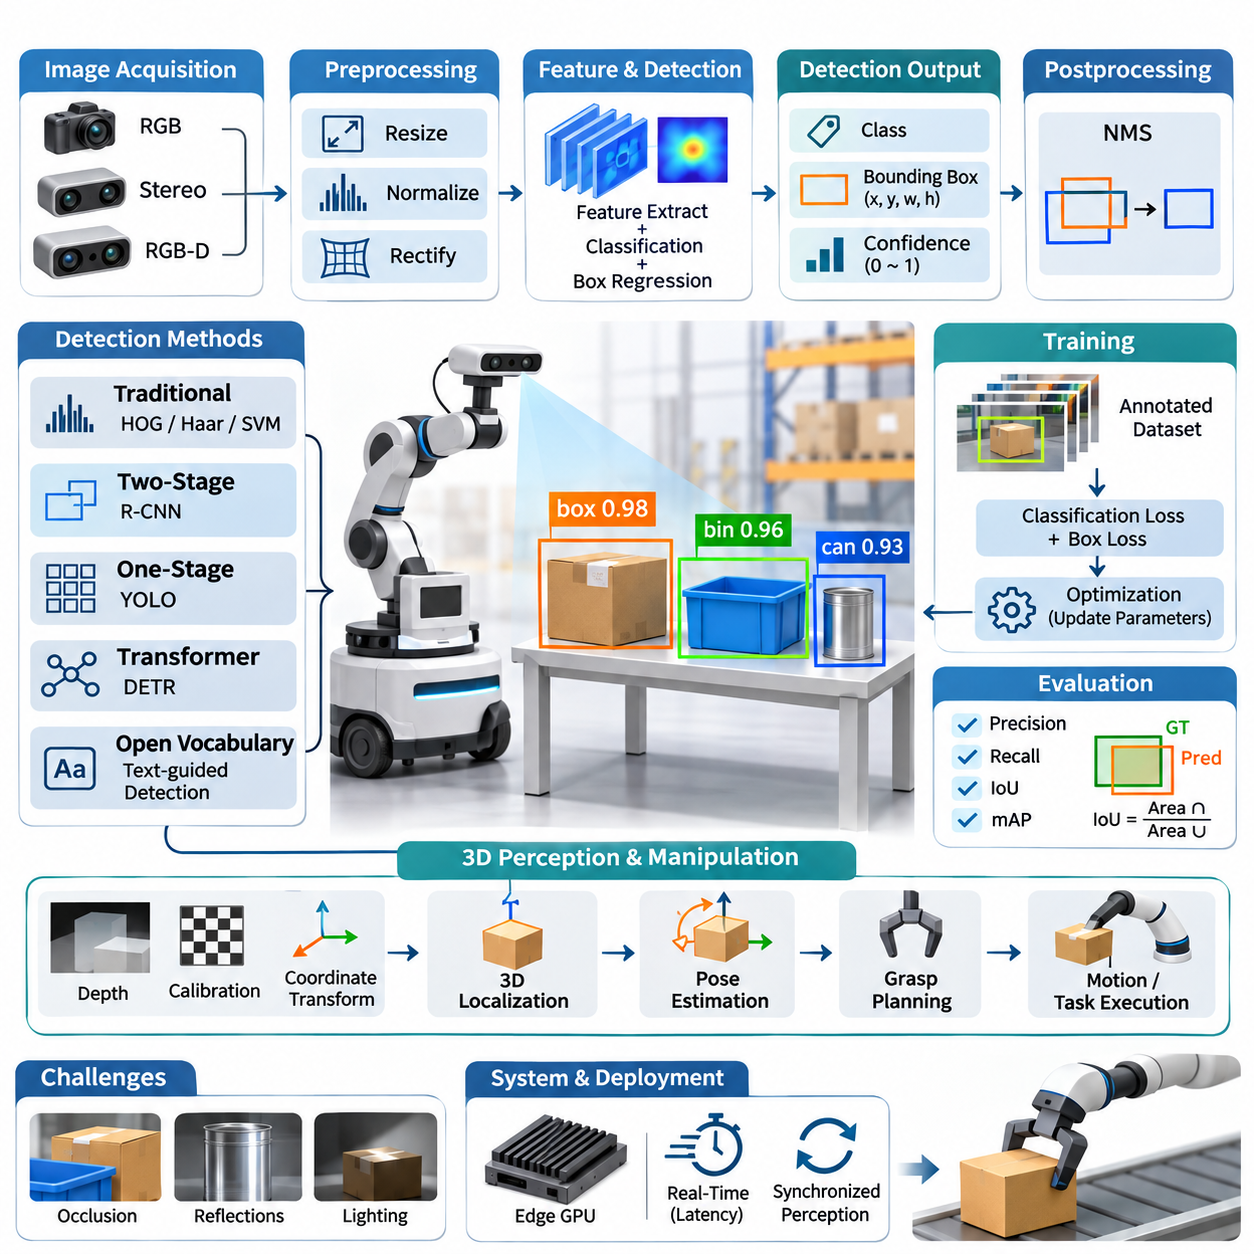 Image Acquisition
RGB
Stereo
RGB-D
Preprocessing
Resize
Normalize
Rectify
Feature & Detection
Feature Extract
+
Classification
+
Box Regression
Detection Output
Class
Bounding Box
(x, y, w, h)
Confidence
(0 ~ 1)
Postprocessing
NMS
Detection Methods
Traditional
HOG / Haar / SVM
Two-Stage
R-CNN
One-Stage
YOLO
Transformer
DETR
Aa
Open Vocabulary
Text-guided
Detection
box 0.98
bin 0.96
can 0.93
Training
Annotated
Dataset
Classification Loss
+ Box Loss
Optimization
(Update Parameters)
Evaluation
Precision
Recall
IoU
mAP
GT
Pred
IoU = Area ∩
Area ∪
3D Perception & Manipulation
Depth
Calibration
Coordinate
Transform
3D
Localization
Pose
Estimation
Grasp
Planning
Motion /
Task Execution
Challenges
Occlusion
Reflections
Lighting
System & Deployment
Edge GPU
Real-Time
(Latency)
Synchronized
Perception